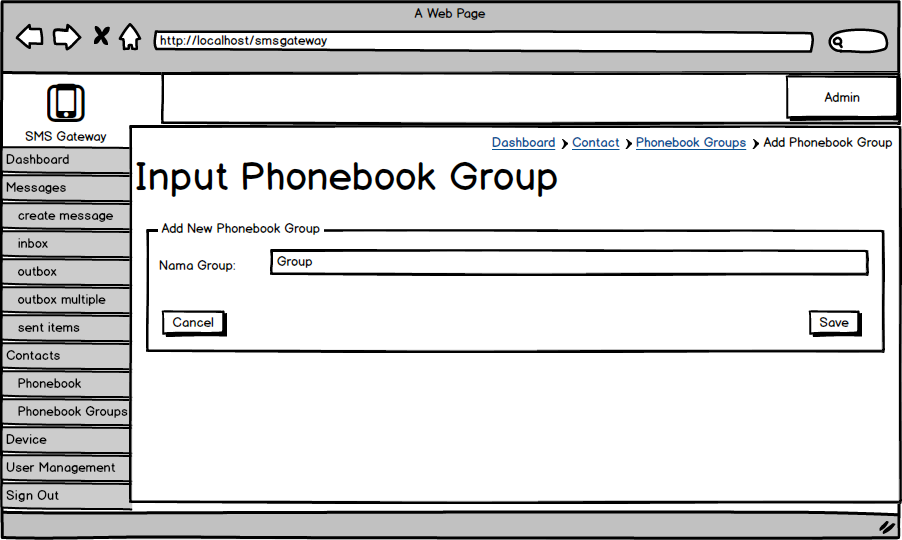 A Web Page
http://localhost/smsgateway
Admin
SMS Gateway
Dashboard
Messages
create message
inbox
outbox
outbox multiple
sent items
Contacts
Phonebook
Phonebook Groups
Device
User Management
Sign Out
Dashboard Contact Phonebook Groups Add Phonebook Group
Input Phonebook Group
Add New Phonebook Group
Nama Group: Group
Cancel Save